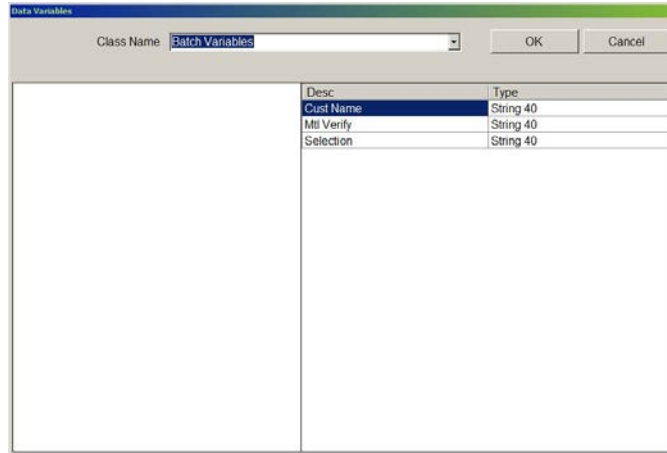 Data Variables
Class Name Batch Variables OK Cancel
Desc Type
Cust Name String 40
Mtl Verify String 40
Selection String 40